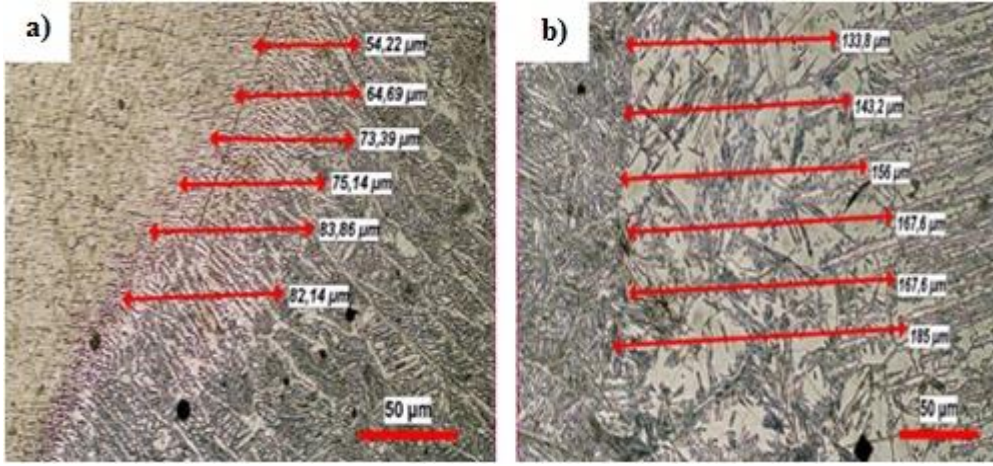 a)
54,22 µm
64,69 µm
73,39 µm
75,14 µm
83,86 µm
82,14 µm
50 µm
b)
133,8 µm
143,2 µm
156 µm
167,6 µm
167,6 µm
185 µm
50 µm